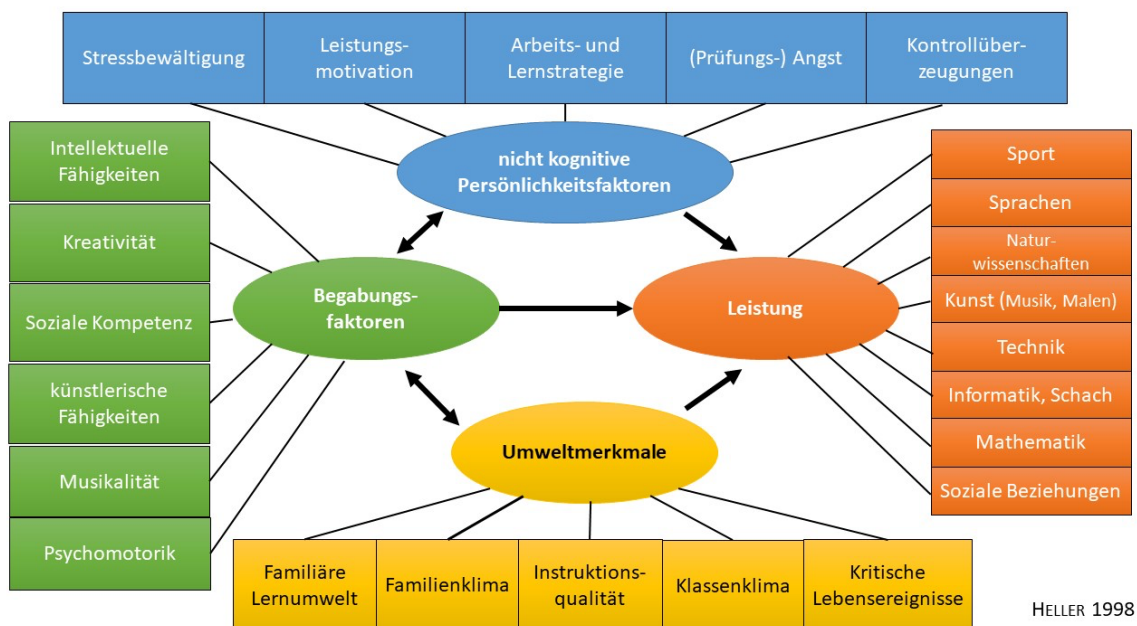 Stressbewältigung
Leistungs-
motivation
Arbeits- und
Lernstrategie
(Prüfungs-) Angst
Kontrollüber-
zeugungen
nicht kognitive
Persönlichkeitsfaktoren
Intellektuelle
Fähigkeiten
Kreativität
Soziale Kompetenz
künstlerische
Fähigkeiten
Musikalität
Psychomotorik
Begabungs-
faktoren
Leistung
Sport
Sprachen
Natur-
wissenschaften
Kunst (Musik, Malen)
Technik
Informatik, Schach
Mathematik
Soziale Beziehungen
Umweltmerkmale
Familiäre
Lernumwelt
Familienklima
Instruktions-
qualität
Klassenklima
Kritische
Lebensereignisse
HELLER 1998